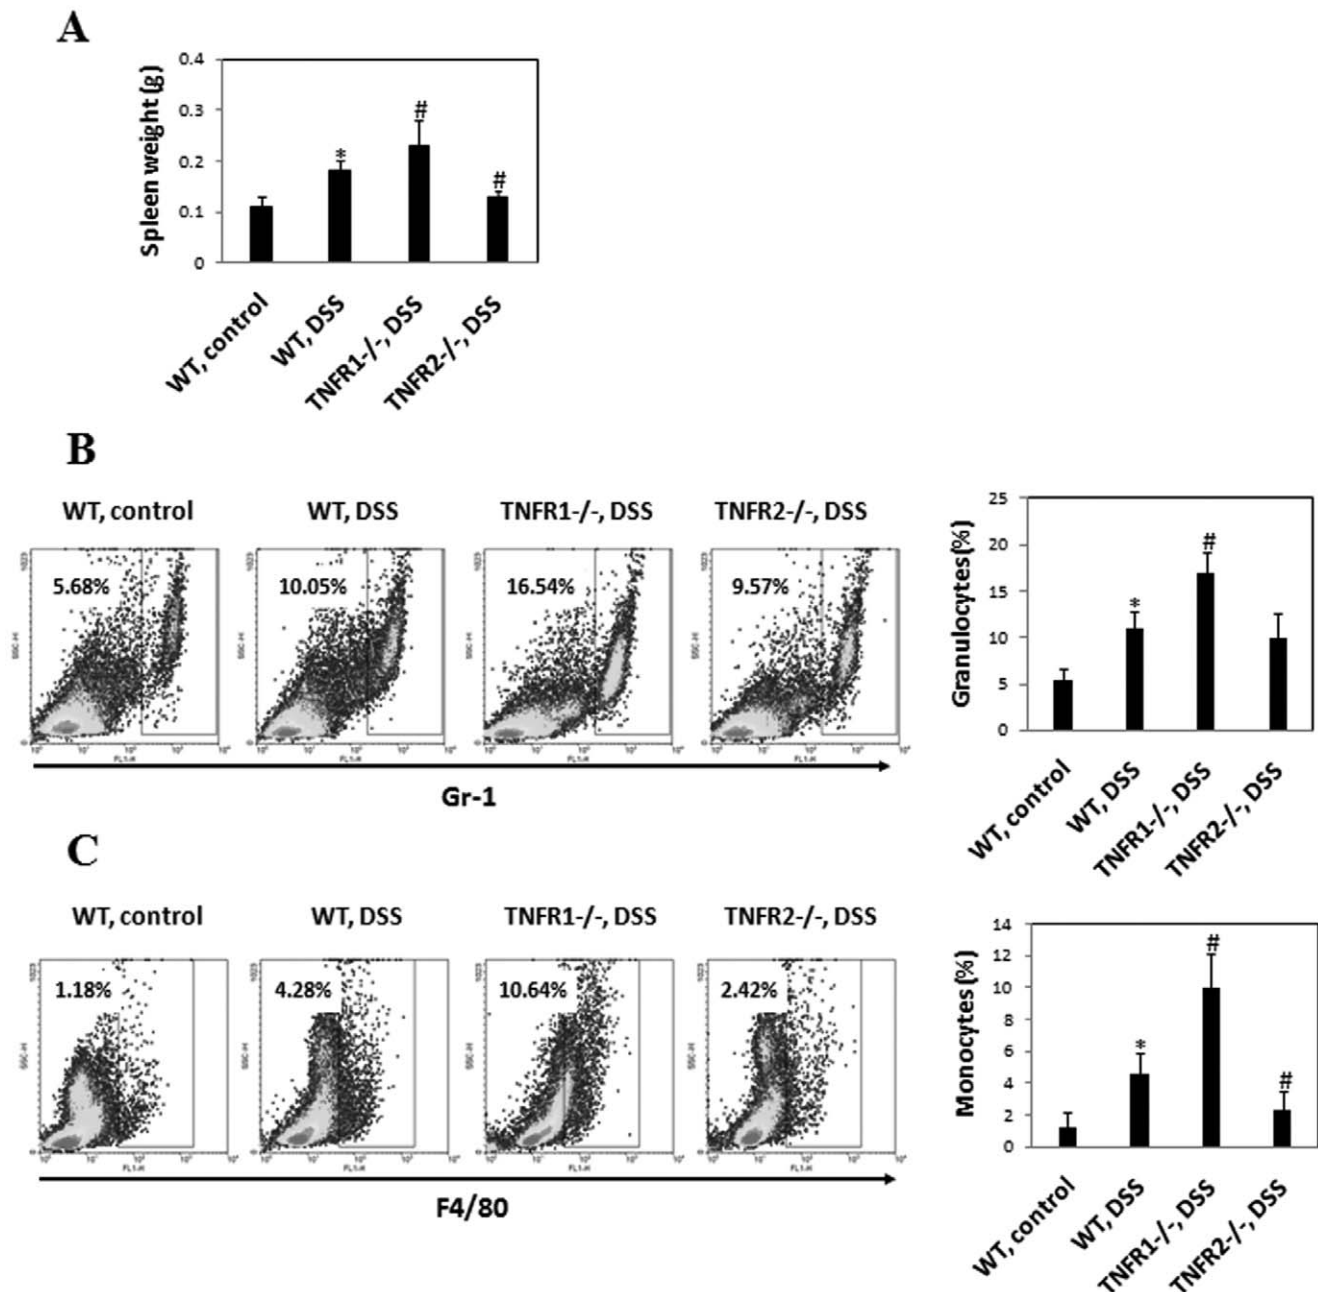 A
Spleen weight (g)
0.4
0.3
0.2
0.1
0
*
#
#
WT, control
WT, DSS
TNFR1-/-, DSS
TNFR2-/-, DSS
B
WT, control
WT, DSS
TNFR1-/-, DSS
TNFR2-/-, DSS
5.68%
10.05%
16.54%
9.57%
SSC-H
FL1-H
Gr-1
Granulocytes(%)
25
20
15
10
5
0
*
#
WT, control
WT, DSS
TNFR1-/-, DSS
TNFR2-/-, DSS
C
WT, control
WT, DSS
TNFR1-/-, DSS
TNFR2-/-, DSS
1.18%
4.28%
10.64%
2.42%
SSC-H
FL1-H
F4/80
Monocytes (%)
14
12
10
8
6
4
2
0
*
#
#
WT, control
WT, DSS
TNFR1-/-, DSS
TNFR2-/-, DSS